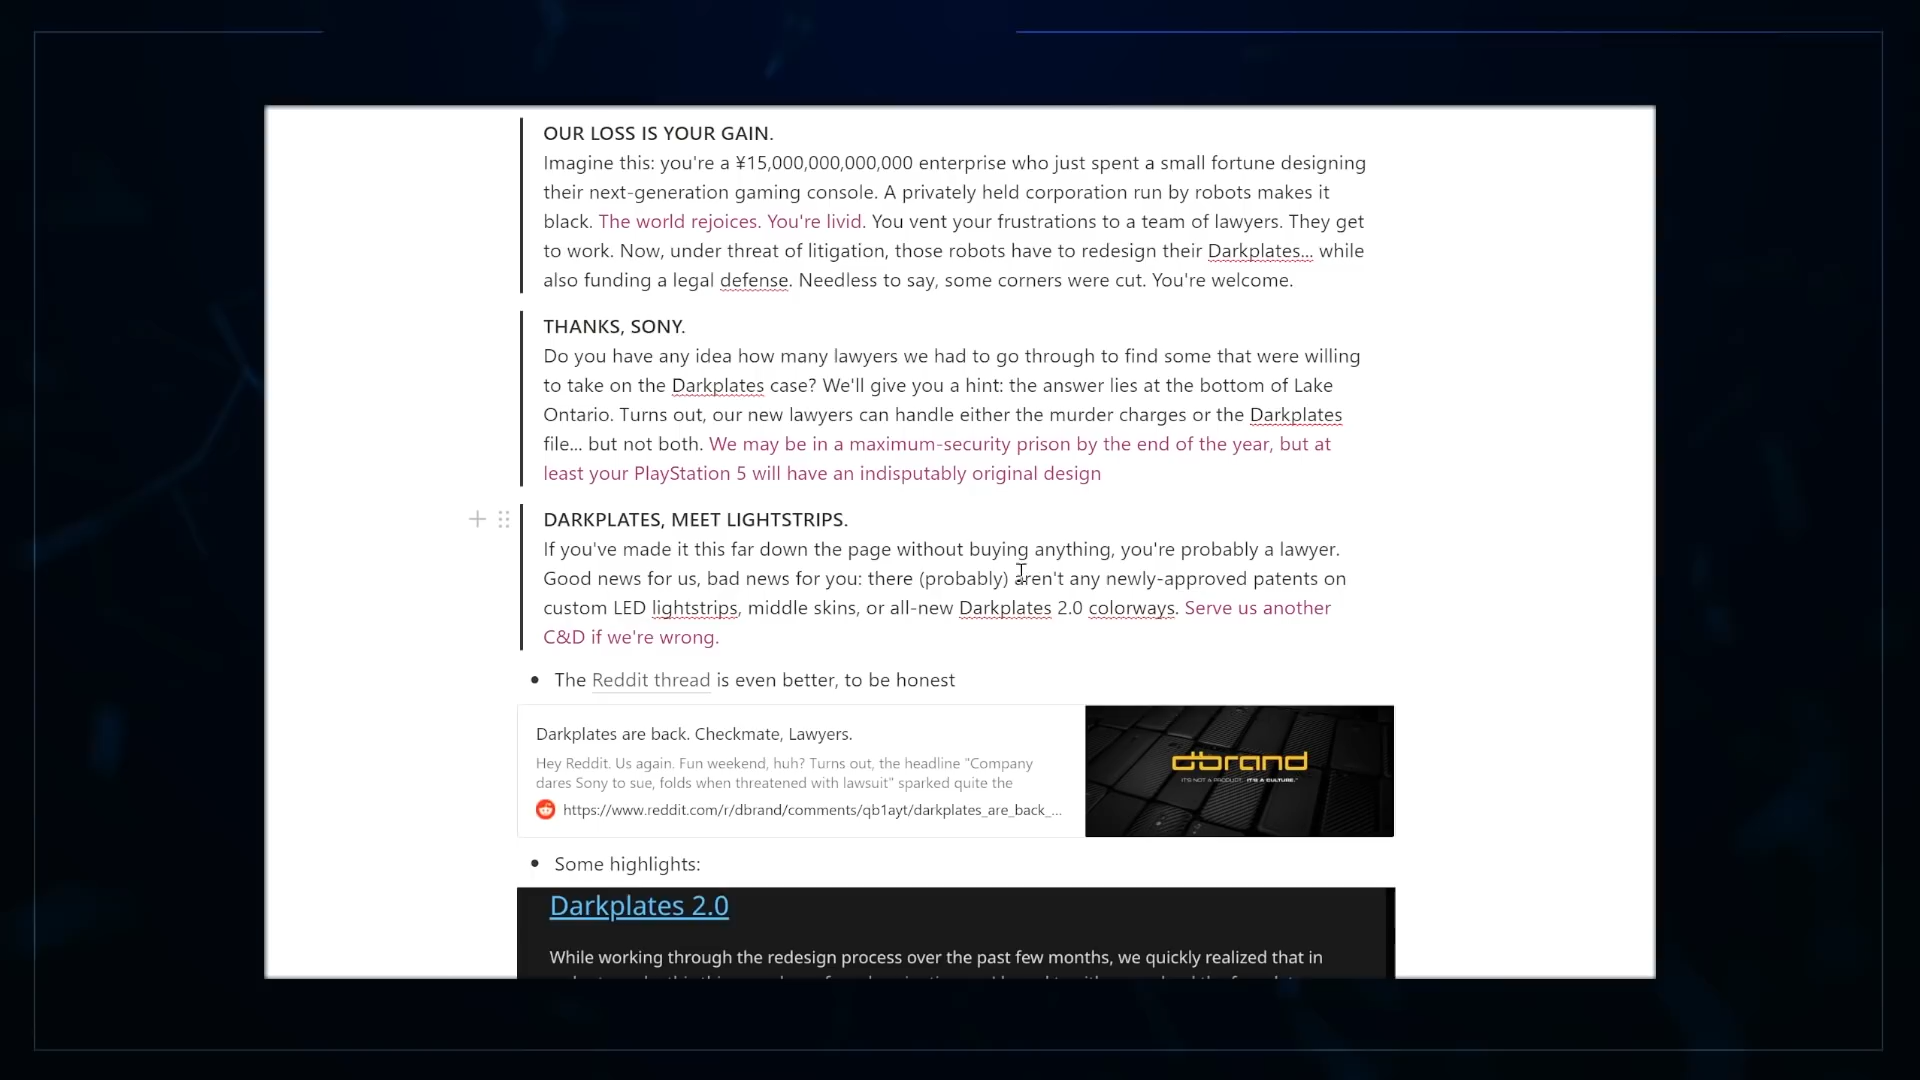 OUR LOSS IS YOUR GAIN.
Imagine this: you're a ¥15,000,000,000,000 enterprise who just spent a small fortune designing
their next-generation gaming console. A privately held corporation run by robots makes it
black. The world rejoices. You're livid. You vent your frustrations to a team of lawyers. They get
to work. Now, under threat of litigation, those robots have to redesign their Darkplates... while
also funding a legal defense. Needless to say, some corners were cut. You're welcome.
THANKS, SONY.
Do you have any idea how many lawyers we had to go through to find some that were willing
to take on the Darkplates case? We'll give you a hint: the answer lies at the bottom of Lake
Ontario. Turns out, our new lawyers can handle either the murder charges or the Darkplates
file... but not both. We may be in a maximum-security prison by the end of the year, but at
least your PlayStation 5 will have an indisputably original design
DARKPLATES, MEET LIGHTSTRIPS.
If you've made it this far down the page without buying anything, you're probably a lawyer.
Good news for us, bad news for you: there (probably) aren't any newly-approved patents on
custom LED lightstrips, middle skins, or all-new Darkplates 2.0 colorways. Serve us another
C&D if we're wrong.
• The Reddit thread is even better, to be honest
Darkplates are back. Checkmate, Lawyers.
Hey Reddit. Us again. Fun weekend, huh? Turns out, the headline "Company
dares Sony to sue, folds when threatened with lawsuit" sparked quite the
https://www.reddit.com/r/dbrand/comments/qb1ayt/darkplates_are_back_...
dbrand
IT'S NOT A PRODUCT. IT'S A CULTURE.
• Some highlights:
Darkplates 2.0
While working through the redesign process over the past few months, we quickly realized that in